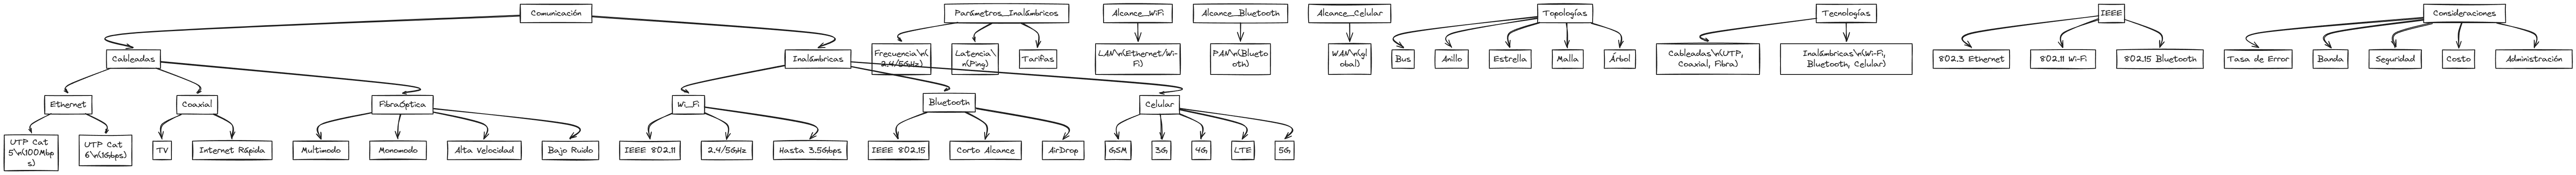 Comunicación
Parámetros_Inalámbricos
Alcance_WiFi
Alcance_Bluetooth
Alcance_Celular
Topologías
Tecnologías
IEEE
Consideraciones
Cableadas
Inalámbricas
Frecuencia\n(
2.4/5GHz)
Latencia\
n(Ping)
Tarifas
LAN\n(Ethernet/Wi-
Fi)
PAN\n(Blueto
oth)
WAN\n(gl
obal)
Bus
Anillo
Estrella
Malla
Árbol
Cableadas\n(UTP,
Coaxial, Fibra)
Inalámbricas\n(Wi-Fi,
Bluetooth, Celular)
802.3 Ethernet
802.11 Wi-Fi
802.15 Bluetooth
Tasa de Error
Banda
Seguridad
Costo
Administración
Ethernet
Coaxial
FibraÓptica
Wi_Fi
Bluetooth
Celular
UTP Cat
5\n(100Mbp
s)
UTP Cat
6\n(1Gbps)
TV
Internet Rápida
Multimodo
Monomodo
Alta Velocidad
Bajo Ruido
IEEE 802.11
2.4/5GHz
Hasta 3.5Gbps
IEEE 802.15
Corto Alcance
AirDrop
GSM
3G
4G
LTE
5G